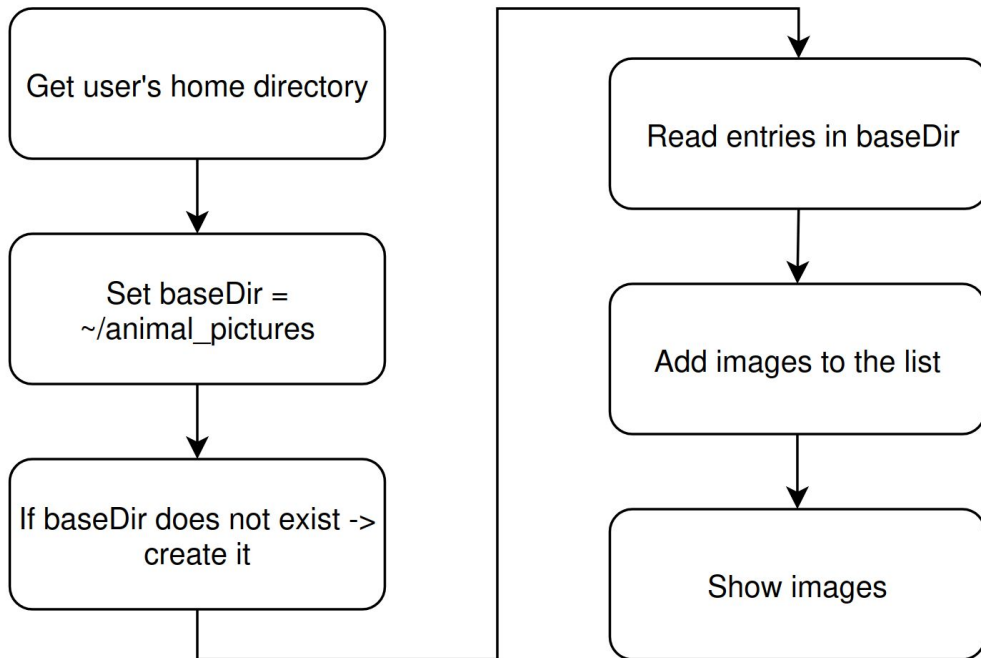 Get user's home directory
Set baseDir =
~/animal_pictures
If baseDir does not exist ->
create it
Read entries in baseDir
Add images to the list
Show images